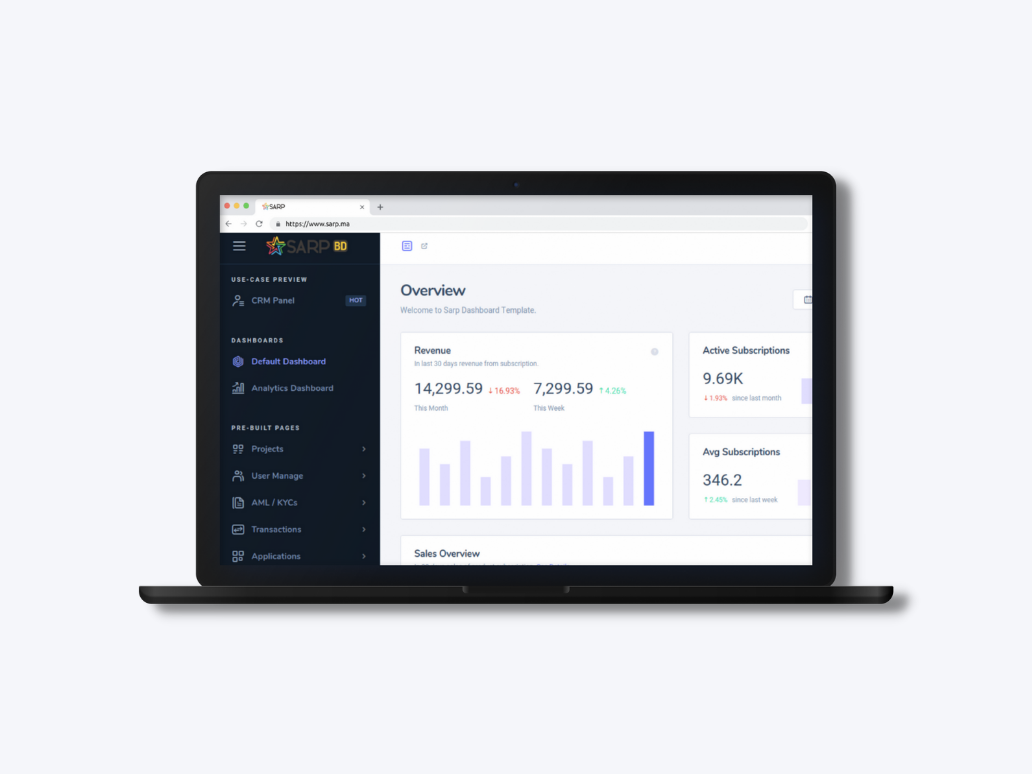 SARP
https://www.sarp.ma
SARP BD
USE-CASE PREVIEW
CRM Panel HOT
DASHBOARDS
Default Dashboard
Analytics Dashboard
PRE-BUILT PAGES
Projects
User Manage
AML / KYCs
Transactions
Applications
Overview
Welcome to Sarp Dashboard Template.
Revenue
In last 30 days revenue from subscription.
14,299.59 ↓ 16.93% 7,299.59 ↑ 4.26%
This Month This Week
Active Subscriptions
9.69K
↓ 1.93% since last month
Avg Subscriptions
346.2
↑ 2.45% since last week
Sales Overview